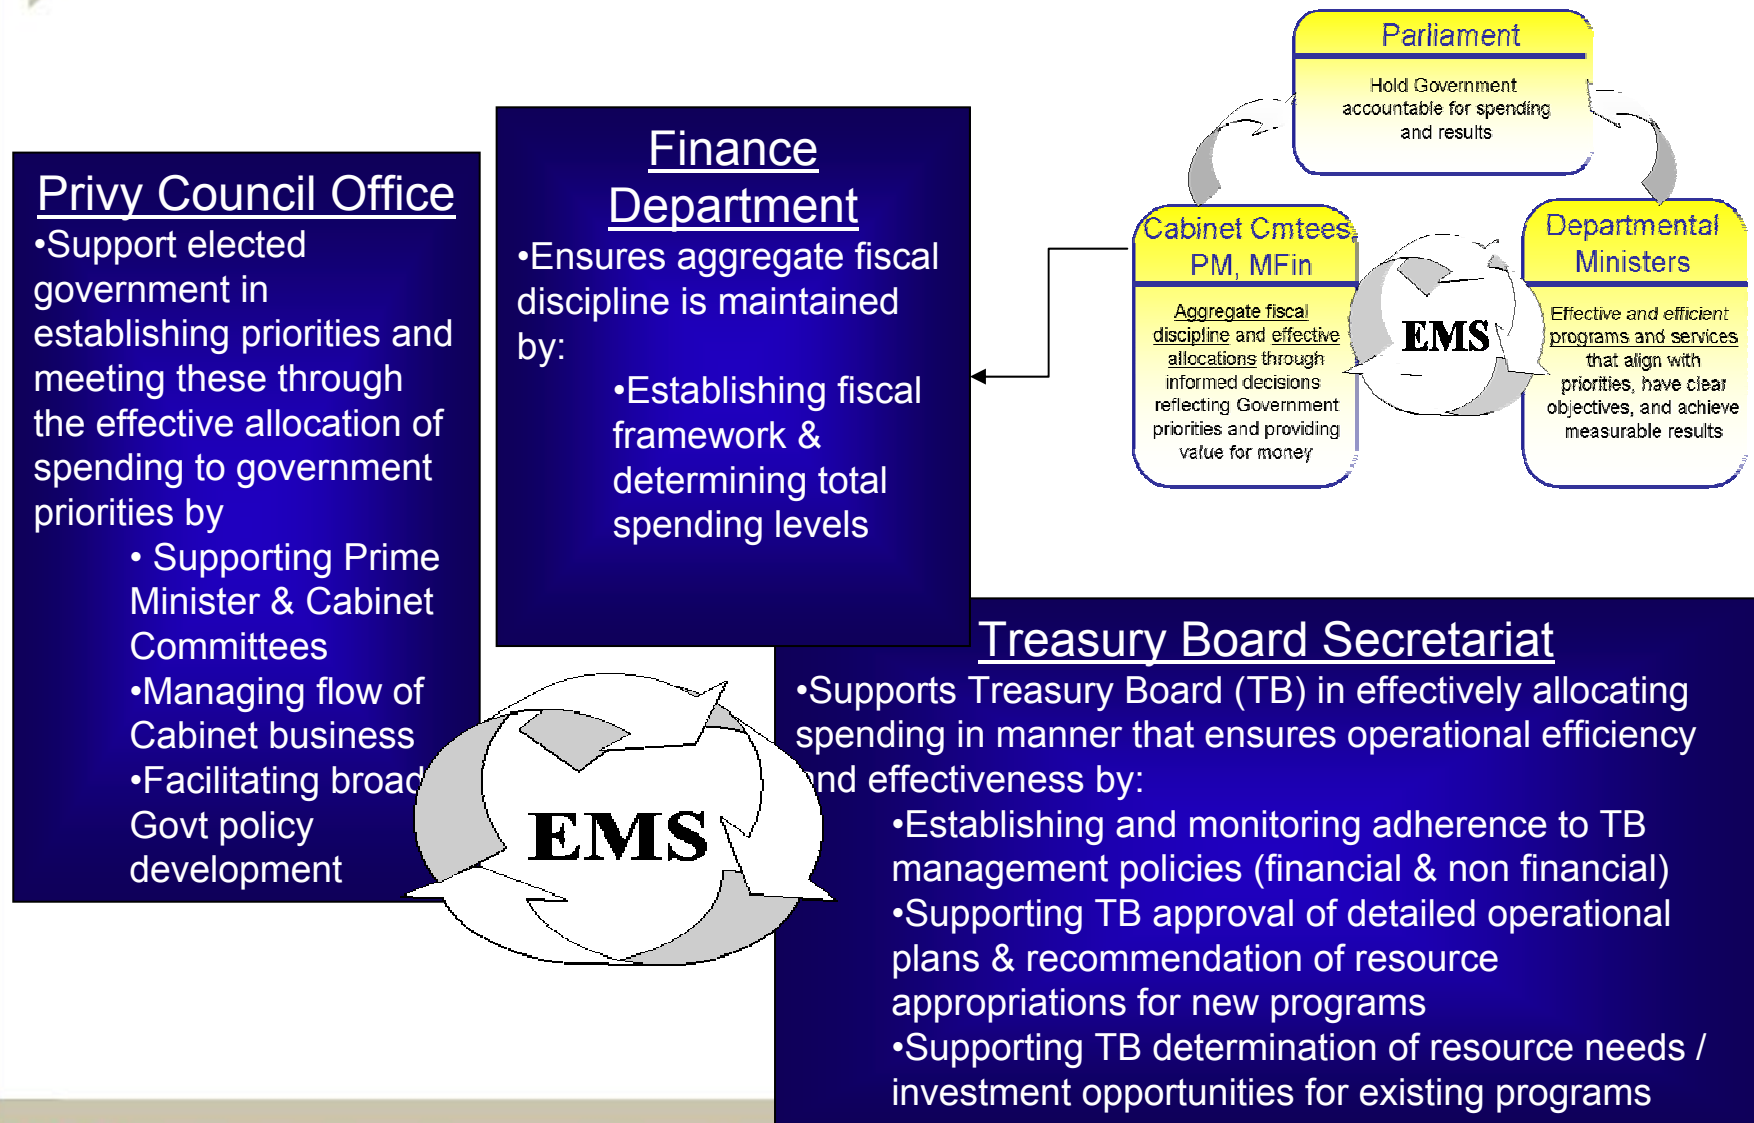 Parliament
Hold Government
accountable for spending
and results
Cabinet Cmtees,
PM, MFin
Aggregate fiscal
discipline and effective
allocations through
informed decisions
reflecting Government
priorities and providing
value for money
EMS
Departmental
Ministers
Effective and efficient
programs and services
that align with
priorities, have clear
objectives, and achieve
measurable results
Privy Council Office
•Support elected
government in
establishing priorities and
meeting these through
the effective allocation of
spending to government
priorities by
• Supporting Prime
Minister & Cabinet
Committees
•Managing flow of
Cabinet business
•Facilitating broad
Govt policy
development
Finance
Department
•Ensures aggregate fiscal
discipline is maintained
by:
•Establishing fiscal
framework &
determining total
spending levels
EMS
Treasury Board Secretariat
•Supports Treasury Board (TB) in effectively allocating
spending in manner that ensures operational efficiency
and effectiveness by:
•Establishing and monitoring adherence to TB
management policies (financial & non financial)
•Supporting TB approval of detailed operational
plans & recommendation of resource
appropriations for new programs
•Supporting TB determination of resource needs /
investment opportunities for existing programs